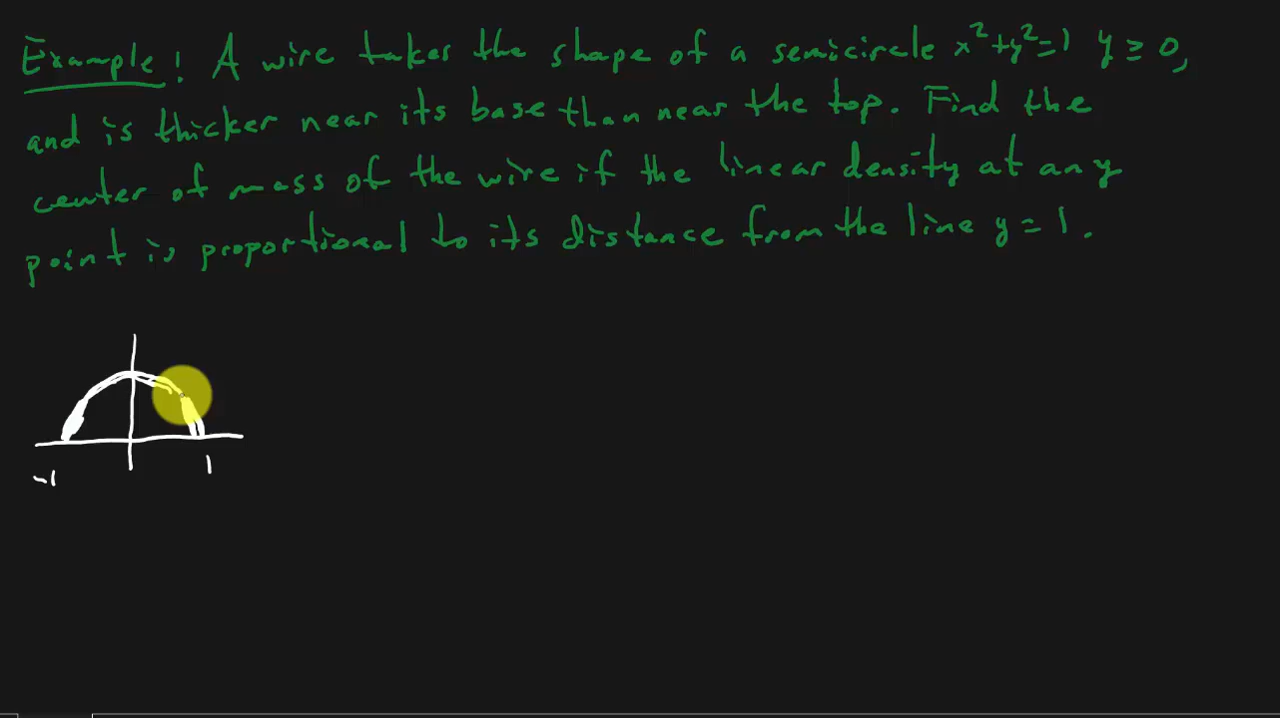 Example! A wire takes the shape of a semicircle x²+y²=1 y ≥ 0,
and is thicker near its base than near the top. Find the
center of mass of the wire if the linear density at any
point is proportional to its distance from the line y = 1.
-1 1